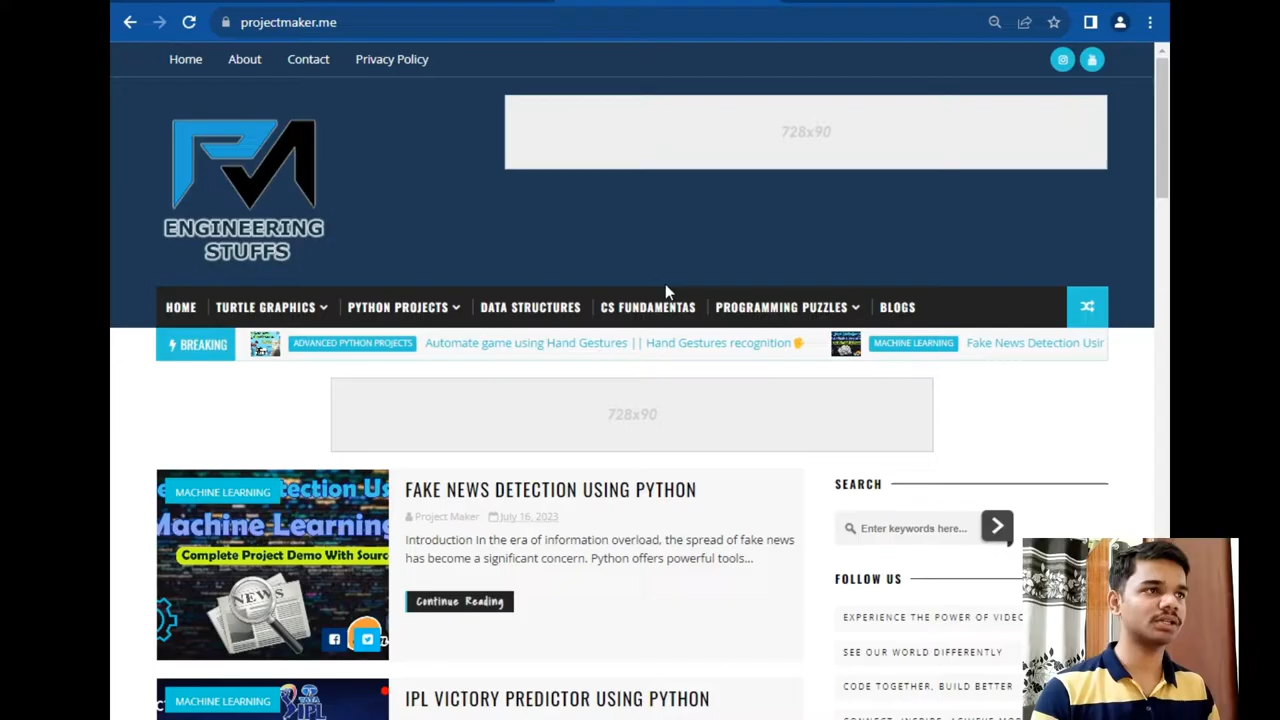 projectmaker.me
Home About Contact Privacy Policy
728x90
ENGINEERING
STUFFS
HOME TURTLE GRAPHICS PYTHON PROJECTS DATA STRUCTURES CS FUNDAMENTAS PROGRAMMING PUZZLES BLOGS
BREAKING ADVANCED PYTHON PROJECTS Automate game using Hand Gestures || Hand Gestures recognition🖐 MACHINE LEARNING Fake News Detection Usin
728x90
MACHINE LEARNING
etection Us
Machine Learning
Complete Project Demo With Sourc
NEWS
FAKE NEWS DETECTION USING PYTHON
Project Maker July 16, 2023
Introduction In the era of information overload, the spread of fake news
has become a significant concern. Python offers powerful tools...
Continue Reading
MACHINE LEARNING
IPL
IPL VICTORY PREDICTOR USING PYTHON
SEARCH
Enter keywords here...
FOLLOW US
EXPERIENCE THE POWER OF VIDEO
SEE OUR WORLD DIFFERENTLY
CODE TOGETHER, BUILD BETTER